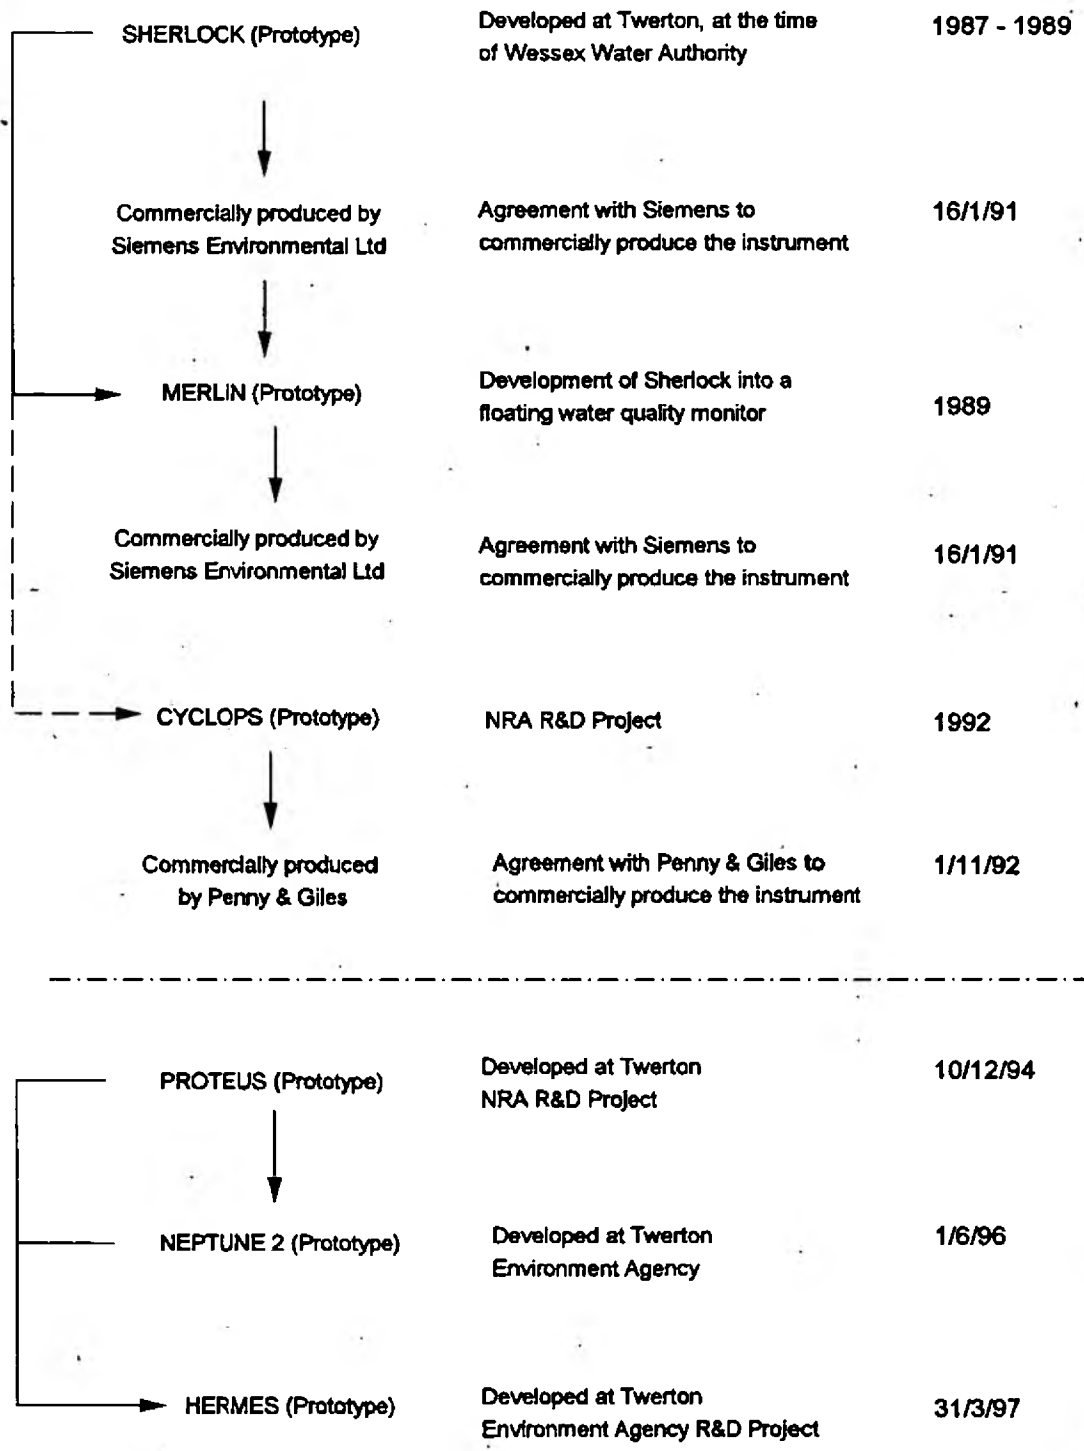 SHERLOCK (Prototype)
Developed at Twerton, at the time
of Wessex Water Authority
1987 - 1989
Commercially produced by
Siemens Environmental Ltd
Agreement with Siemens to
commercially produce the instrument
16/1/91
MERLIN (Prototype)
Development of Sherlock into a
floating water quality monitor
1989
Commercially produced by
Siemens Environmental Ltd
Agreement with Siemens to
commercially produce the instrument
16/1/91
CYCLOPS (Prototype)
NRA R&D Project
1992
Commercially produced
by Penny & Giles
Agreement with Penny & Giles to
commercially produce the instrument
1/11/92
PROTEUS (Prototype)
Developed at Twerton
NRA R&D Project
10/12/94
NEPTUNE 2 (Prototype)
Developed at Twerton
Environment Agency
1/6/96
HERMES (Prototype)
Developed at Twerton
Environment Agency R&D Project
31/3/97